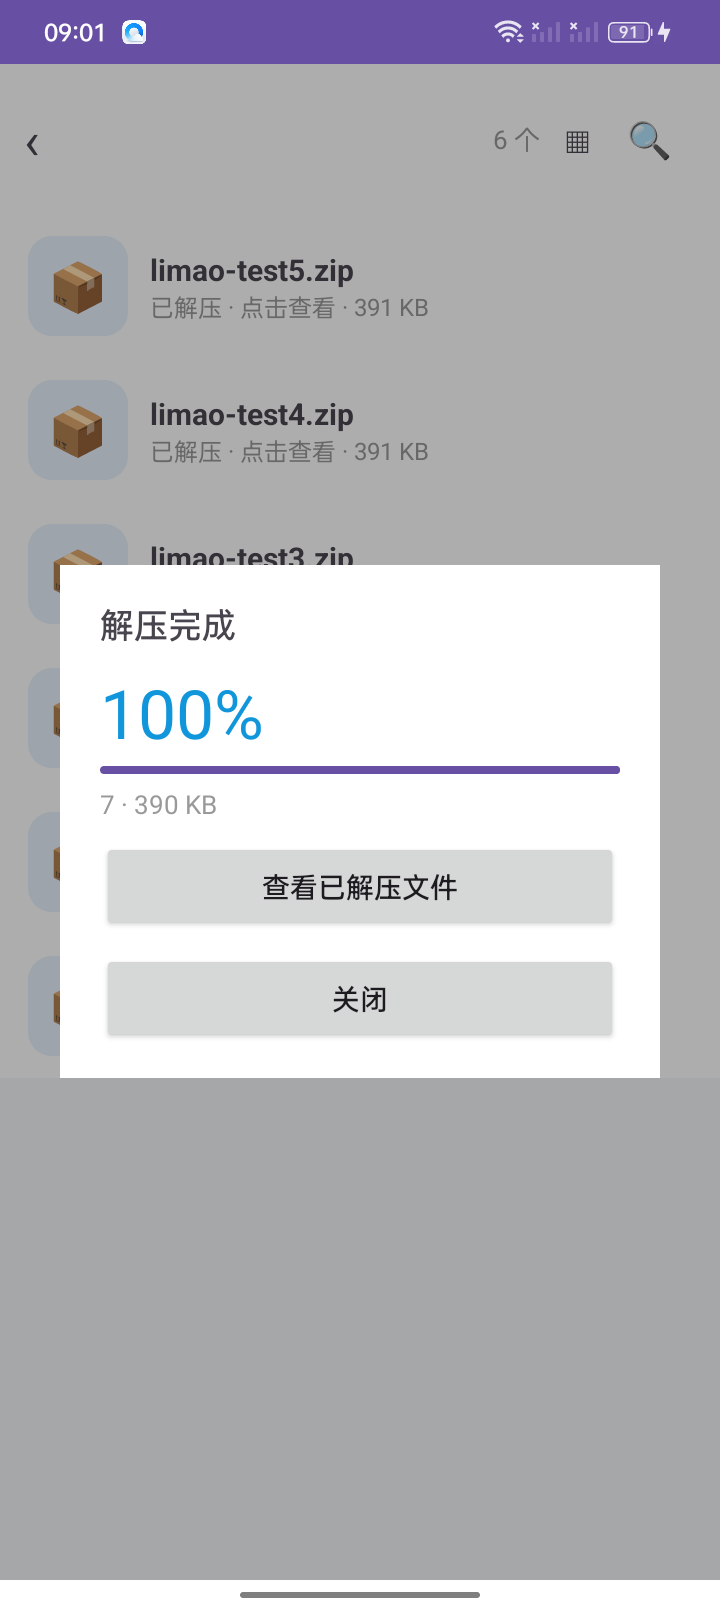 09:01
91
‹
6 个
limao-test5.zip
已解压 · 点击查看 · 391 KB
limao-test4.zip
已解压 · 点击查看 · 391 KB
limao-test3.zip
解压完成
100%
7 · 390 KB
查看已解压文件
关闭